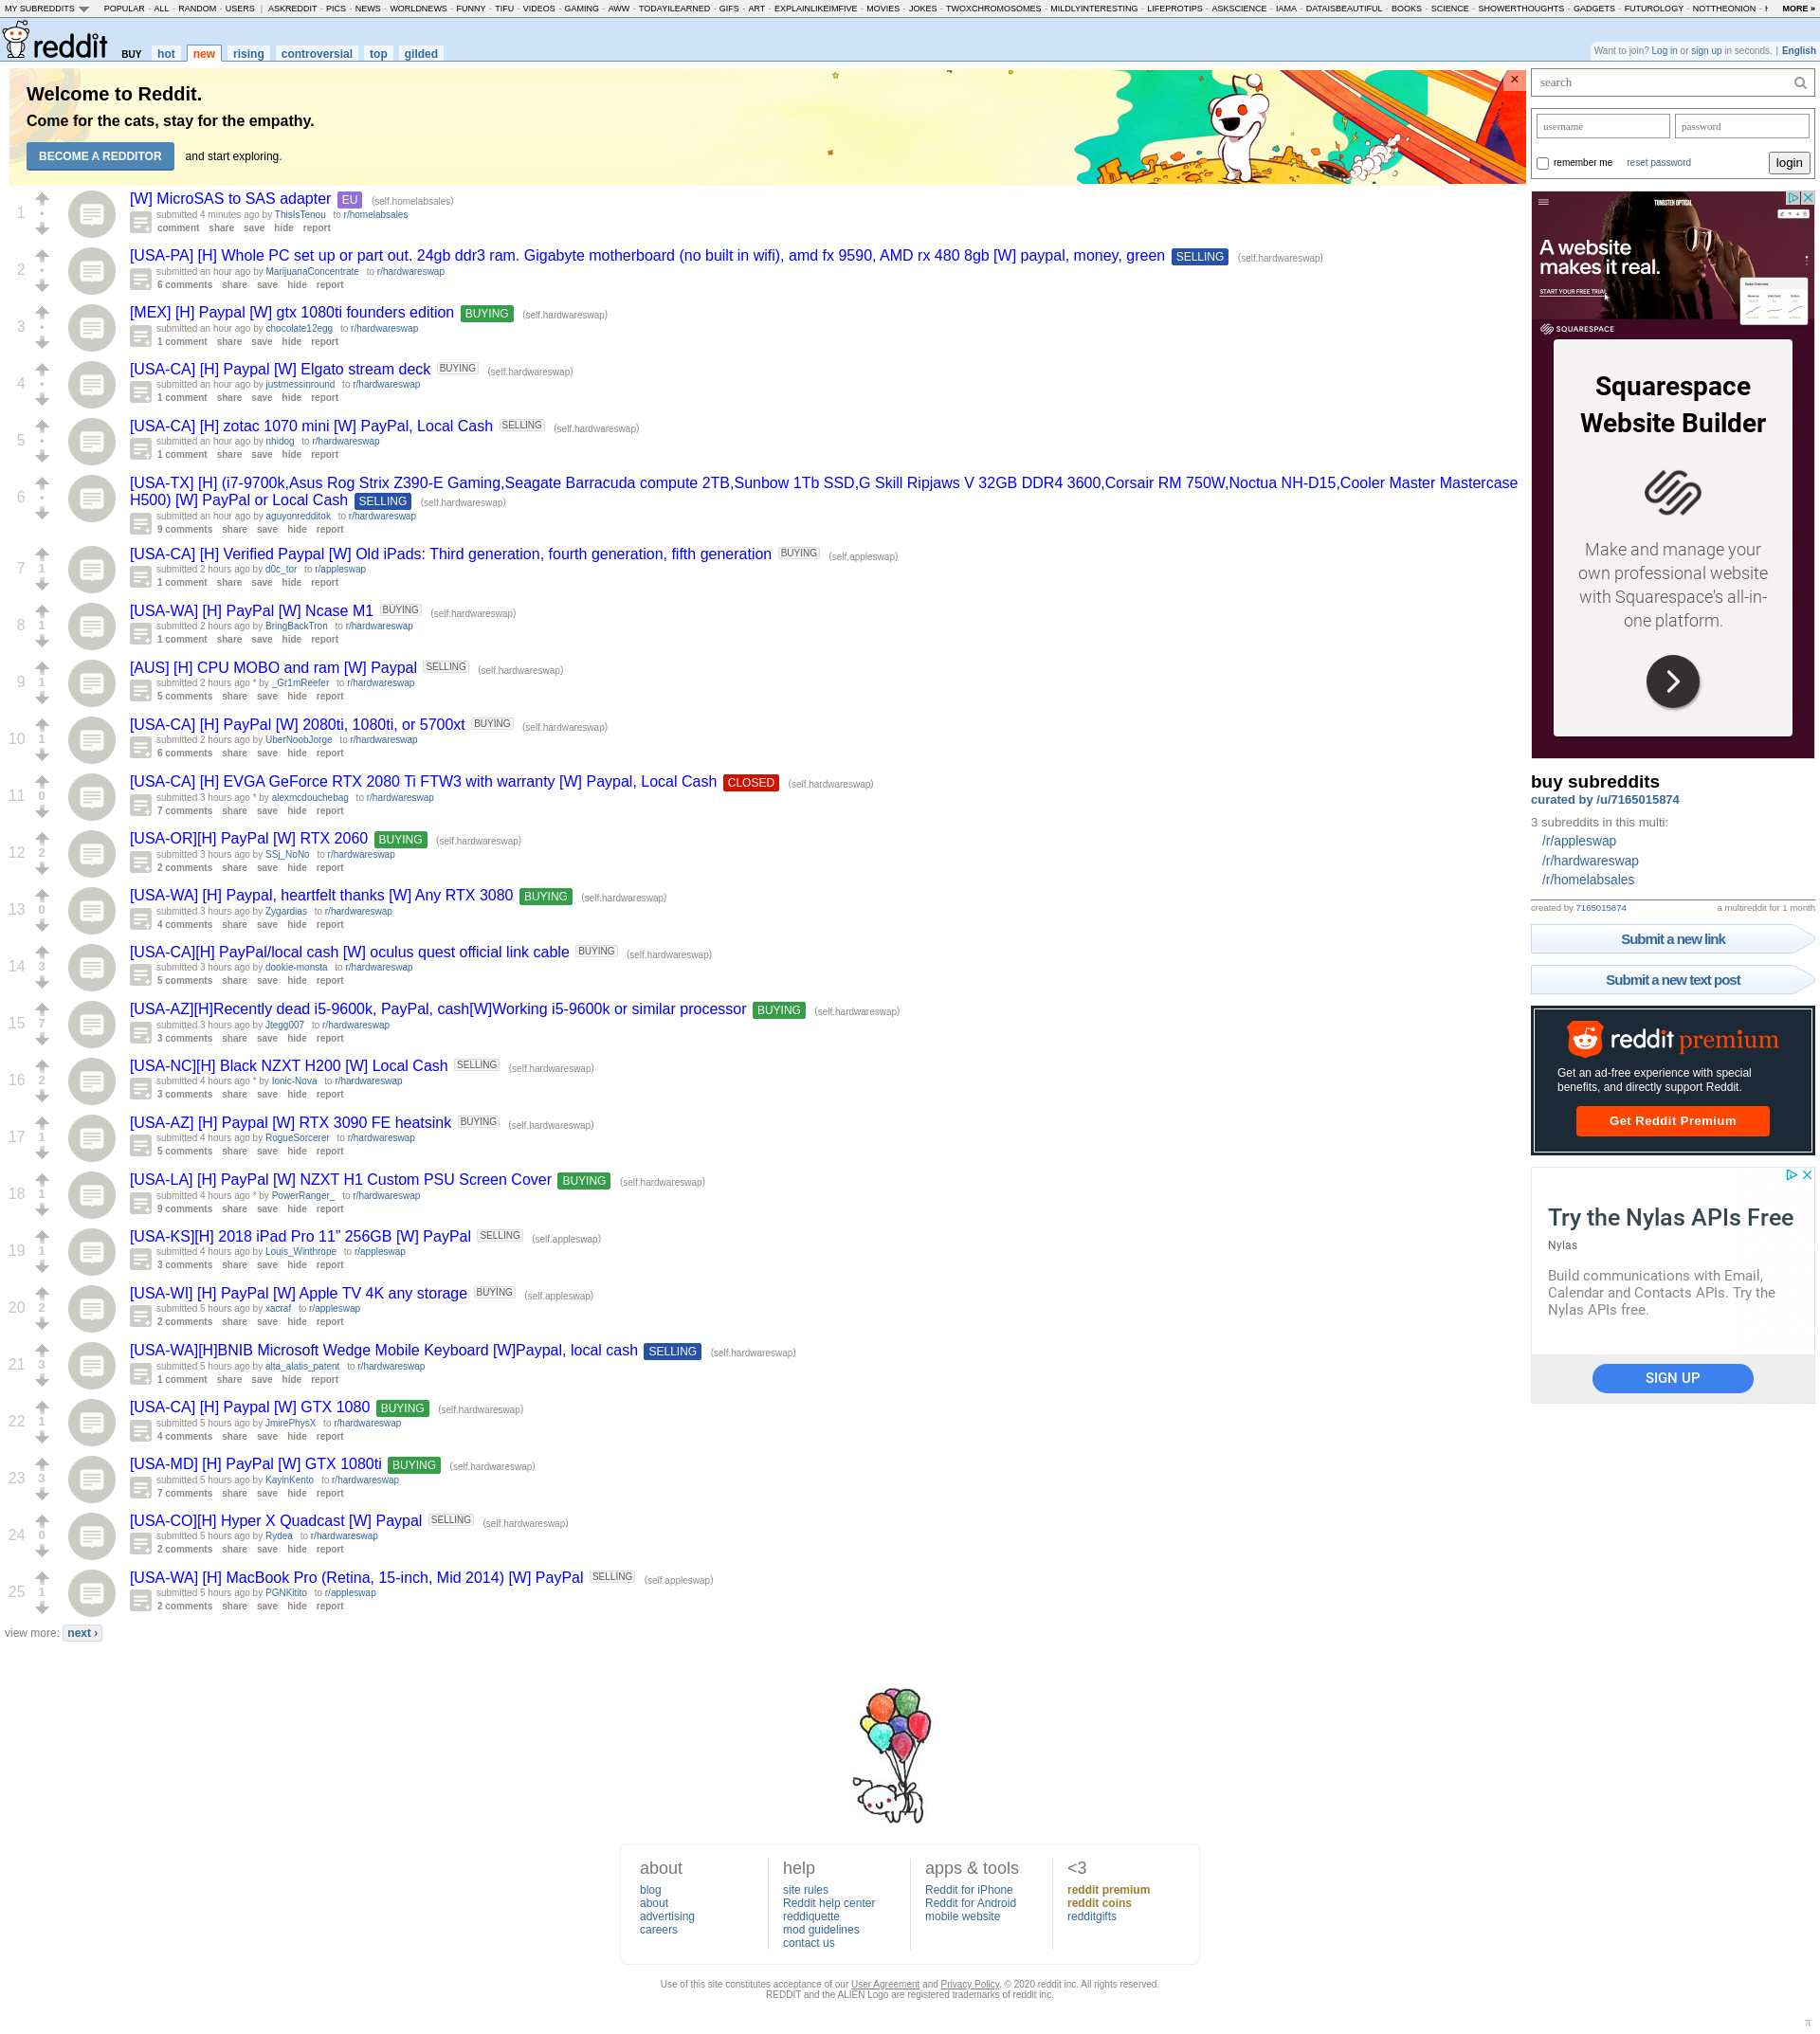 MY SUBREDDITS POPULAR - ALL - RANDOM - USERS | ASKREDDIT - PICS - NEWS - WORLDNEWS - FUNNY - TIFU - VIDEOS - GAMING - AWW - TODAYILEARNED - GIFS - ART - EXPLAINLIKEIMFIVE - MOVIES - JOKES - TWOXCHROMOSOMES - MILDLYINTERESTING - LIFEPROTIPS - ASKSCIENCE - IAMA - DATAISBEAUTIFUL - BOOKS - SCIENCE - SHOWERTHOUGHTS - GADGETS - FUTUROLOGY - NOTTHEONION - MORE »
reddit BUY hot new rising controversial top gilded
Want to join? Log in or sign up in seconds. | English
Welcome to Reddit.
Come for the cats, stay for the empathy.
BECOME A REDDITOR and start exploring.
×
1
[W] MicroSAS to SAS adapter EU (self.homelabsales)
submitted 4 minutes ago by ThisIsTenou to r/homelabsales
comment share save hide report
2
[USA-PA] [H] Whole PC set up or part out. 24gb ddr3 ram. Gigabyte motherboard (no built in wifi), amd fx 9590, AMD rx 480 8gb [W] paypal, money, green SELLING (self.hardwareswap)
submitted an hour ago by MarijuanaConcentrate to r/hardwareswap
6 comments share save hide report
3
[MEX] [H] Paypal [W] gtx 1080ti founders edition BUYING (self.hardwareswap)
submitted an hour ago by chocolate12egg to r/hardwareswap
1 comment share save hide report
4
[USA-CA] [H] Paypal [W] Elgato stream deck BUYING (self.hardwareswap)
submitted an hour ago by justmessinround to r/hardwareswap
1 comment share save hide report
5
[USA-CA] [H] zotac 1070 mini [W] PayPal, Local Cash SELLING (self.hardwareswap)
submitted an hour ago by nhidog to r/hardwareswap
1 comment share save hide report
6
[USA-TX] [H] (i7-9700k,Asus Rog Strix Z390-E Gaming,Seagate Barracuda compute 2TB,Sunbow 1Tb SSD,G Skill Ripjaws V 32GB DDR4 3600,Corsair RM 750W,Noctua NH-D15,Cooler Master Mastercase
H500) [W] PayPal or Local Cash SELLING (self.hardwareswap)
submitted an hour ago by aguyonredditok to r/hardwareswap
9 comments share save hide report
7 1
[USA-CA] [H] Verified Paypal [W] Old iPads: Third generation, fourth generation, fifth generation BUYING (self.appleswap)
submitted 2 hours ago by d0c_tor to r/appleswap
1 comment share save hide report
8 1
[USA-WA] [H] PayPal [W] Ncase M1 BUYING (self.hardwareswap)
submitted 2 hours ago by BringBackTron to r/hardwareswap
1 comment share save hide report
9 1
[AUS] [H] CPU MOBO and ram [W] Paypal SELLING (self.hardwareswap)
submitted 2 hours ago * by _Gr1mReefer to r/hardwareswap
5 comments share save hide report
10 1
[USA-CA] [H] PayPal [W] 2080ti, 1080ti, or 5700xt BUYING (self.hardwareswap)
submitted 2 hours ago by UberNoobJorge to r/hardwareswap
6 comments share save hide report
11 0
[USA-CA] [H] EVGA GeForce RTX 2080 Ti FTW3 with warranty [W] Paypal, Local Cash CLOSED (self.hardwareswap)
submitted 3 hours ago * by alexmcdouchebag to r/hardwareswap
7 comments share save hide report
12 2
[USA-OR][H] PayPal [W] RTX 2060 BUYING (self.hardwareswap)
submitted 3 hours ago by SSj_NoNo to r/hardwareswap
2 comments share save hide report
13 0
[USA-WA] [H] Paypal, heartfelt thanks [W] Any RTX 3080 BUYING (self.hardwareswap)
submitted 3 hours ago by Zygardias to r/hardwareswap
4 comments share save hide report
14 3
[USA-CA][H] PayPal/local cash [W] oculus quest official link cable BUYING (self.hardwareswap)
submitted 3 hours ago by dookie-monsta to r/hardwareswap
5 comments share save hide report
15 7
[USA-AZ][H]Recently dead i5-9600k, PayPal, cash[W]Working i5-9600k or similar processor BUYING (self.hardwareswap)
submitted 3 hours ago by Jtegg007 to r/hardwareswap
3 comments share save hide report
16 2
[USA-NC][H] Black NZXT H200 [W] Local Cash SELLING (self.hardwareswap)
submitted 4 hours ago * by Ionic-Nova to r/hardwareswap
3 comments share save hide report
17 1
[USA-AZ] [H] Paypal [W] RTX 3090 FE heatsink BUYING (self.hardwareswap)
submitted 4 hours ago by RogueSorcerer to r/hardwareswap
5 comments share save hide report
18 1
[USA-LA] [H] PayPal [W] NZXT H1 Custom PSU Screen Cover BUYING (self.hardwareswap)
submitted 4 hours ago * by PowerRanger_ to r/hardwareswap
9 comments share save hide report
19 1
[USA-KS][H] 2018 iPad Pro 11” 256GB [W] PayPal SELLING (self.appleswap)
submitted 4 hours ago by Louis_Winthrope to r/appleswap
3 comments share save hide report
20 2
[USA-WI] [H] PayPal [W] Apple TV 4K any storage BUYING (self.appleswap)
submitted 5 hours ago by xacraf to r/appleswap
2 comments share save hide report
21 3
[USA-WA][H]BNIB Microsoft Wedge Mobile Keyboard [W]Paypal, local cash SELLING (self.hardwareswap)
submitted 5 hours ago by alta_alatis_patent to r/hardwareswap
1 comment share save hide report
22 1
[USA-CA] [H] Paypal [W] GTX 1080 BUYING (self.hardwareswap)
submitted 5 hours ago by JmirePhysX to r/hardwareswap
4 comments share save hide report
23 3
[USA-MD] [H] PayPal [W] GTX 1080ti BUYING (self.hardwareswap)
submitted 5 hours ago by KayinKento to r/hardwareswap
7 comments share save hide report
24 0
[USA-CO][H] Hyper X Quadcast [W] Paypal SELLING (self.hardwareswap)
submitted 5 hours ago by Rydea to r/hardwareswap
2 comments share save hide report
25 1
[USA-WA] [H] MacBook Pro (Retina, 15-inch, Mid 2014) [W] PayPal SELLING (self.appleswap)
submitted 5 hours ago by PGNKitito to r/appleswap
2 comments share save hide report
view more: next ›
search
username password
remember me reset password login
TUNGSTEN OPTICAL
A website
makes it real.
START YOUR FREE TRIAL
SQUARESPACE
Squarespace
Website Builder
Make and manage your
own professional website
with Squarespace's all-in-
one platform.
buy subreddits
curated by /u/7165015874
3 subreddits in this multi:
/r/appleswap
/r/hardwareswap
/r/homelabsales
created by 7165015874 a multireddit for 1 month
Submit a new link
Submit a new text post
reddit premium
Get an ad-free experience with special
benefits, and directly support Reddit.
Get Reddit Premium
Try the Nylas APIs Free
Nylas
Build communications with Email,
Calendar and Contacts APIs. Try the
Nylas APIs free.
SIGN UP
about
blog
about
advertising
careers
help
site rules
Reddit help center
reddiquette
mod guidelines
contact us
apps & tools
Reddit for iPhone
Reddit for Android
mobile website
<3
reddit premium
reddit coins
redditgifts
Use of this site constitutes acceptance of our User Agreement and Privacy Policy. © 2020 reddit inc. All rights reserved.
REDDIT and the ALIEN Logo are registered trademarks of reddit inc.
π